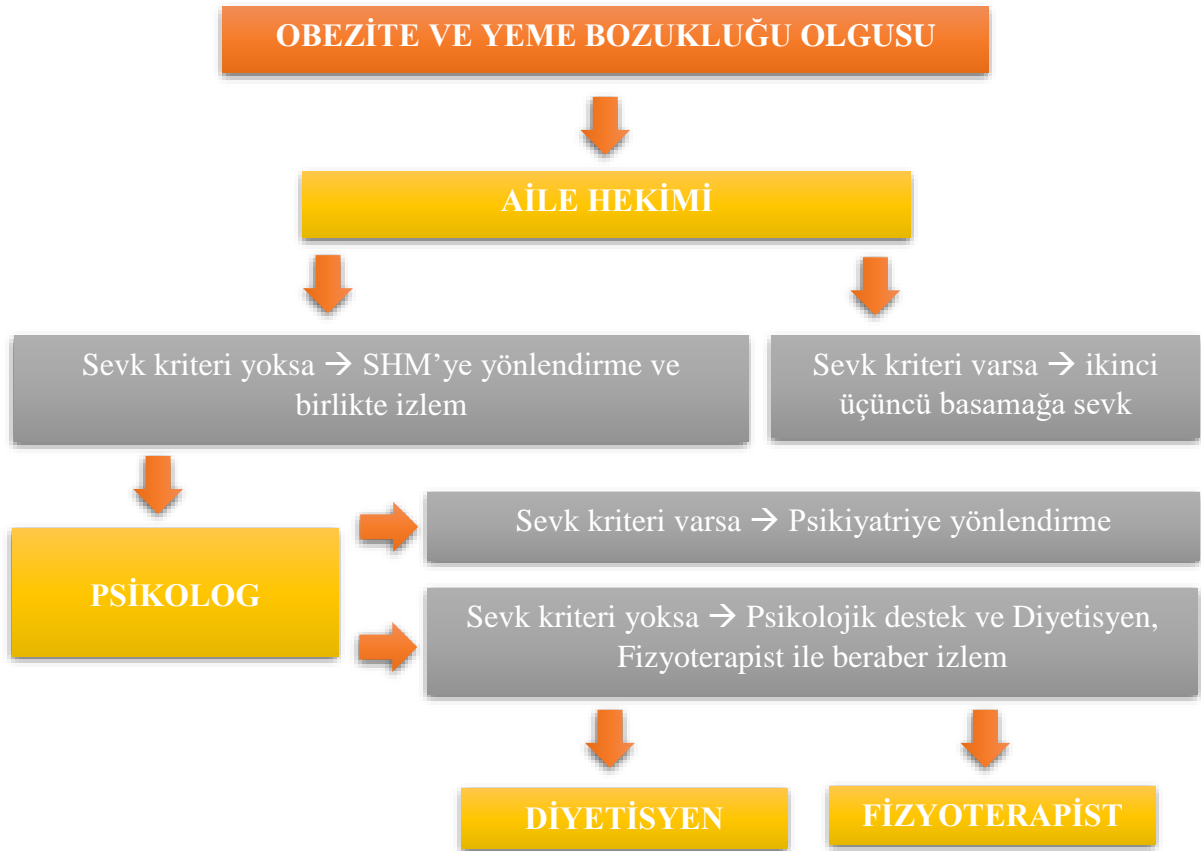 OBEZİTE VE YEME BOZUKLUĞU OLGUSU
AİLE HEKİMİ
Sevk kriteri yoksa → SHM’ye yönlendirme ve
birlikte izlem
Sevk kriteri varsa → ikinci
üçüncü basamağa sevk
PSİKOLOG
Sevk kriteri varsa → Psikiyatriye yönlendirme
Sevk kriteri yoksa → Psikolojik destek ve Diyetisyen,
Fizyoterapist ile beraber izlem
DİYETİSYEN
FİZYOTERAPİST